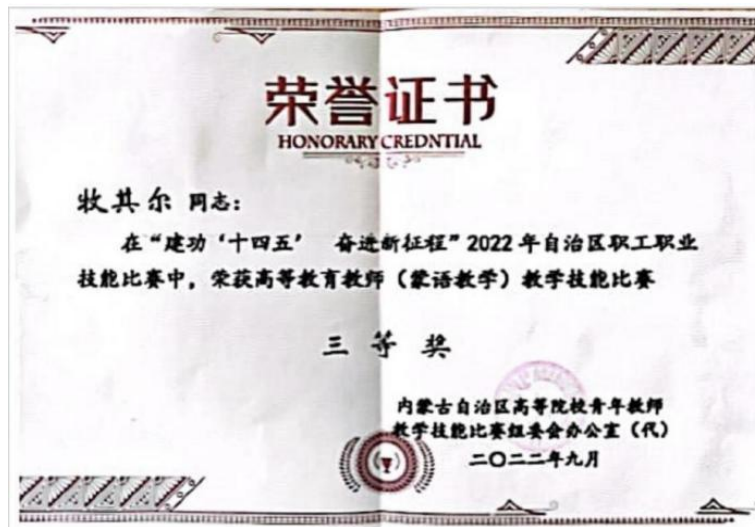 荣誉证书
HONORARY CREDNTIAL
牧其尔 同志：
在“建功‘十四五’ 奋进新征程”2022年自治区职工职业
技能比赛中，荣获高等教育教师（蒙语教学）教学技能比赛
三等奖
内蒙古自治区高等院校青年教师
教学技能比赛组委会办公室（代）
二〇二二年九月